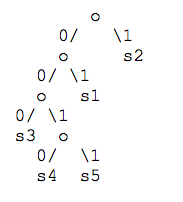 o
0/ \1
o s2
0/ \1
o s1
0/ \1
s3 o
0/ \1
s4 s5